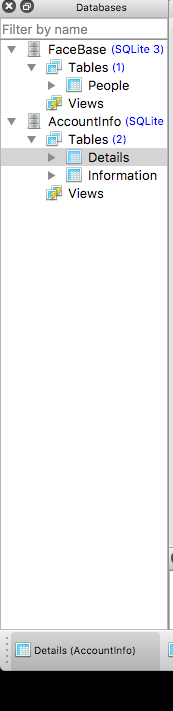 Databases
Filter by name
FaceBase (SQLite 3)
Tables (1)
People
Views
AccountInfo (SQLite
Tables (2)
Details
Information
Views
Details (AccountInfo)